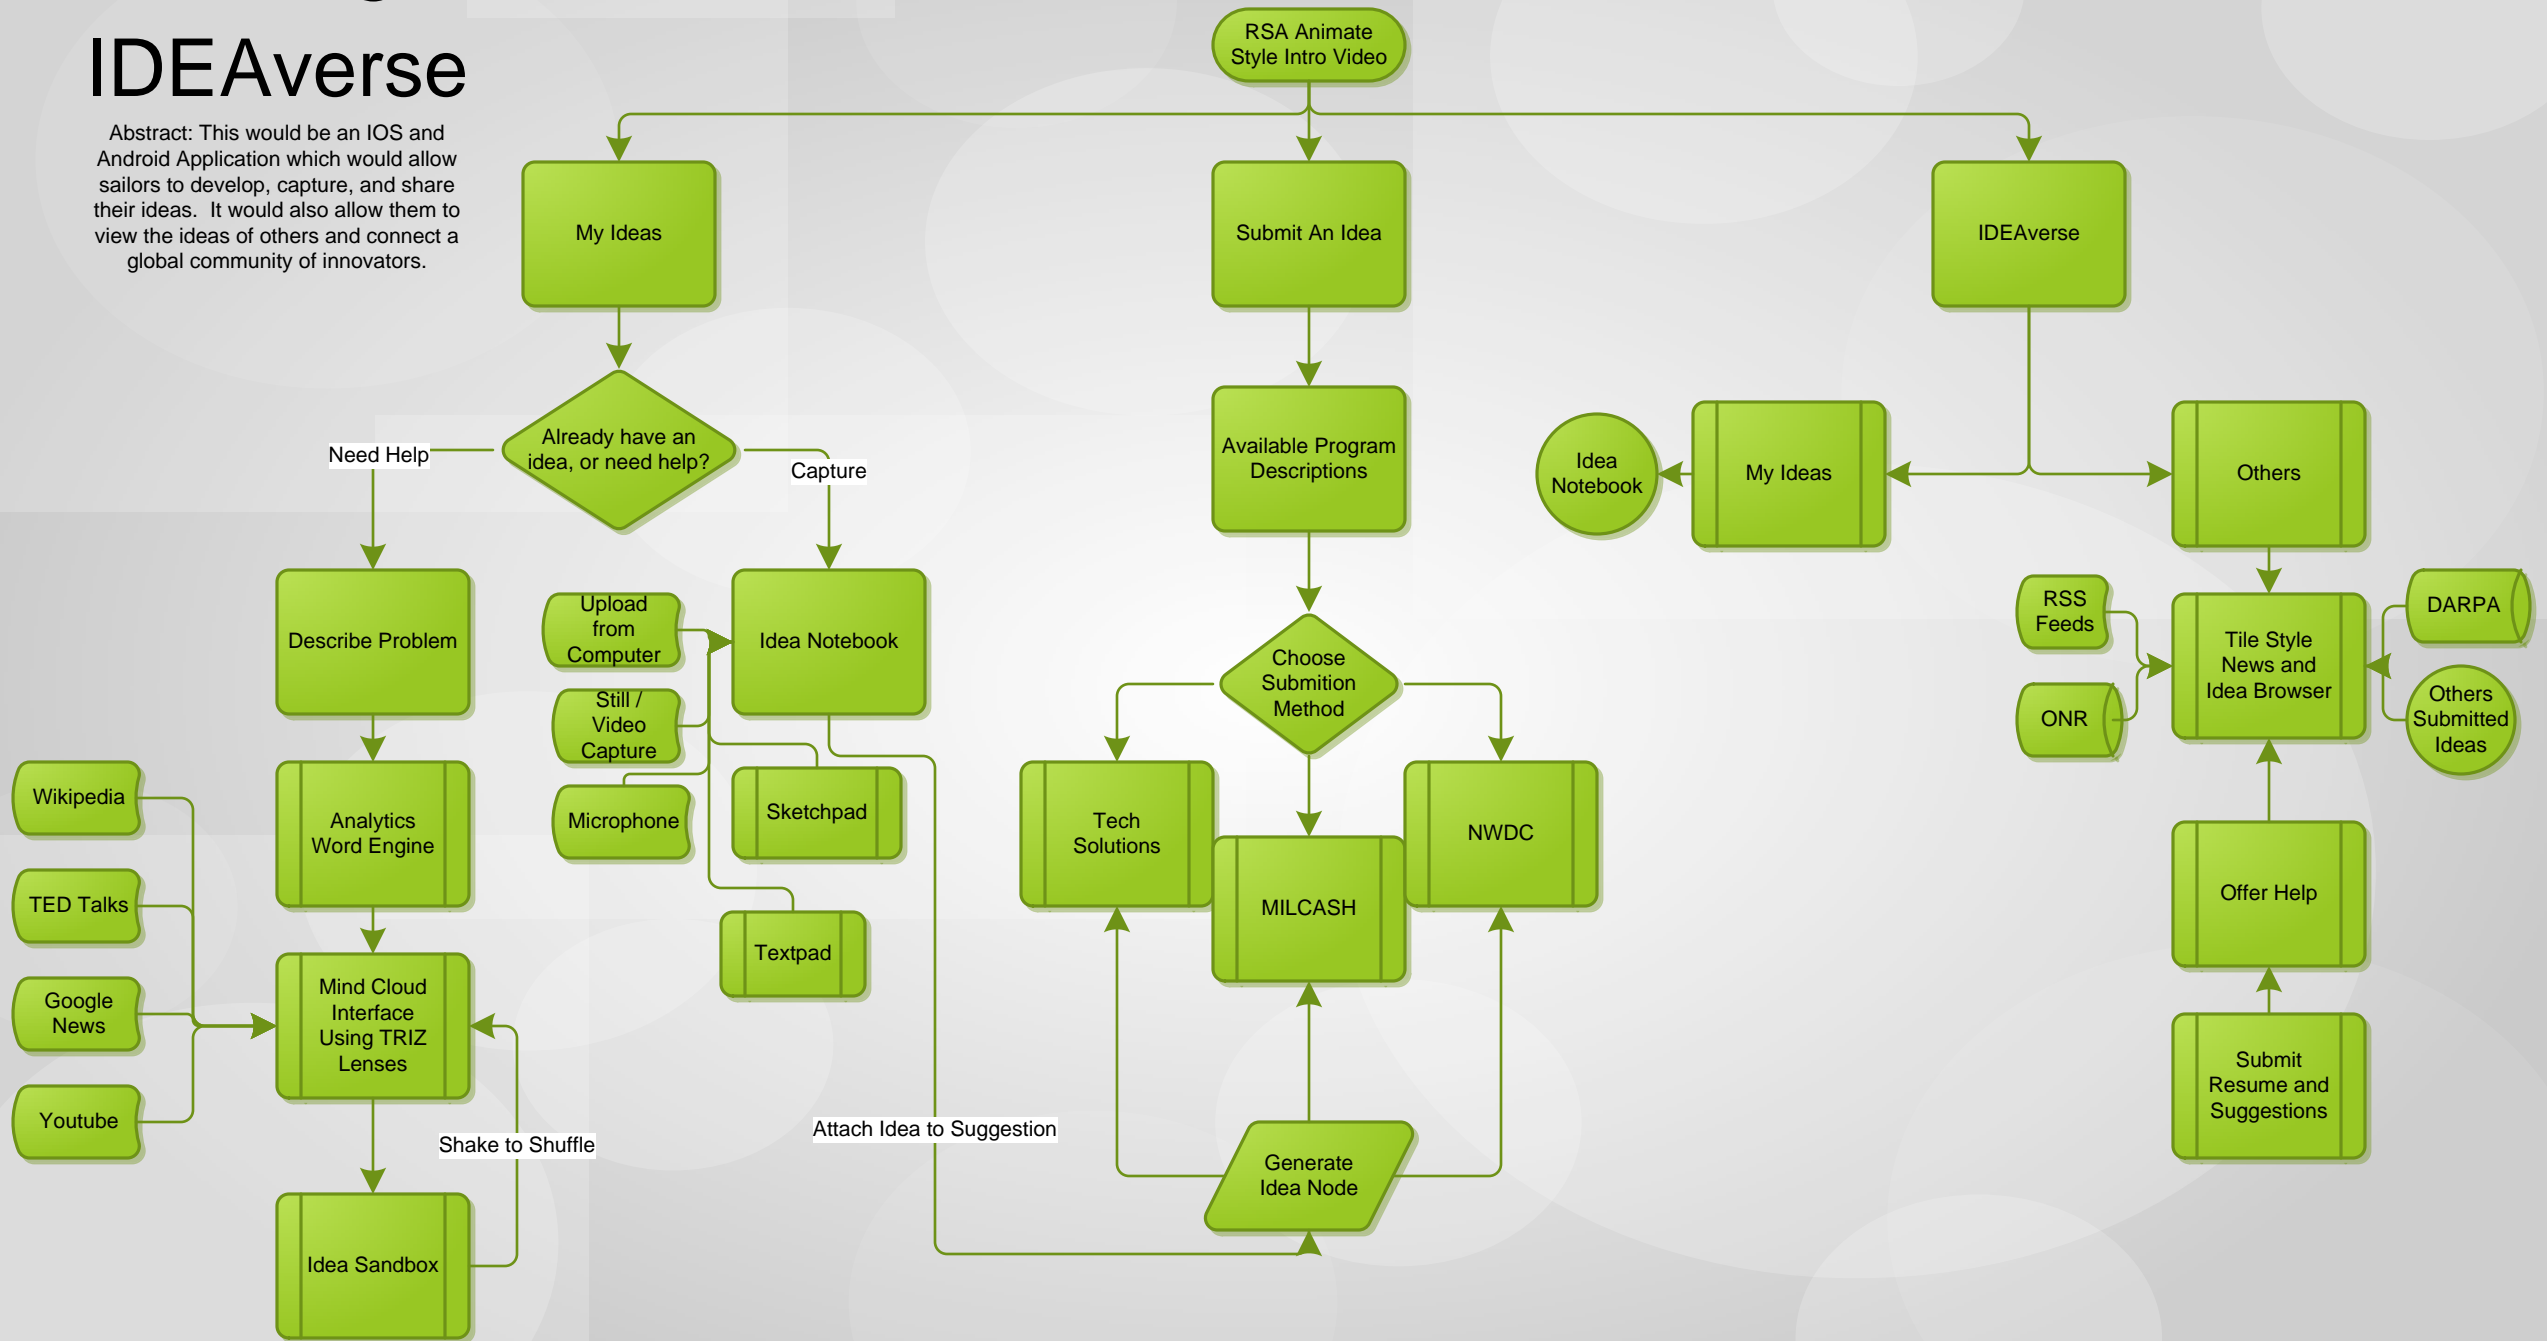 IDEAverse
Abstract: This would be an IOS and
Android Application which would allow
sailors to develop, capture, and share
their ideas.  It would also allow them to
view the ideas of others and connect a
global community of innovators.
RSA Animate
Style Intro Video
My Ideas
Submit An Idea
IDEAverse
Already have an
idea, or need help?
Need Help
Capture
Available Program
Descriptions
Idea
Notebook
My Ideas
Others
Describe Problem
Upload
from
Computer
Idea Notebook
Still /
Video
Capture
Microphone
Sketchpad
Textpad
Choose
Submition
Method
Tech
Solutions
MILCASH
NWDC
RSS
Feeds
ONR
Tile Style
News and
Idea Browser
DARPA
Others
Submitted
Ideas
Wikipedia
TED Talks
Google
News
Youtube
Analytics
Word Engine
Mind Cloud
Interface
Using TRIZ
Lenses
Shake to Shuffle
Idea Sandbox
Attach Idea to Suggestion
Generate
Idea Node
Offer Help
Submit
Resume and
Suggestions